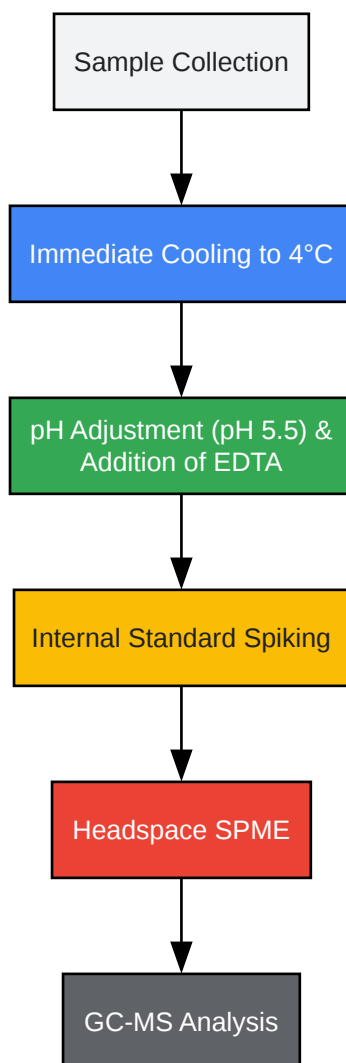 Sample Collection
Immediate Cooling to 4°C
pH Adjustment (pH 5.5) &
Addition of EDTA
Internal Standard Spiking
Headspace SPME
GC-MS Analysis